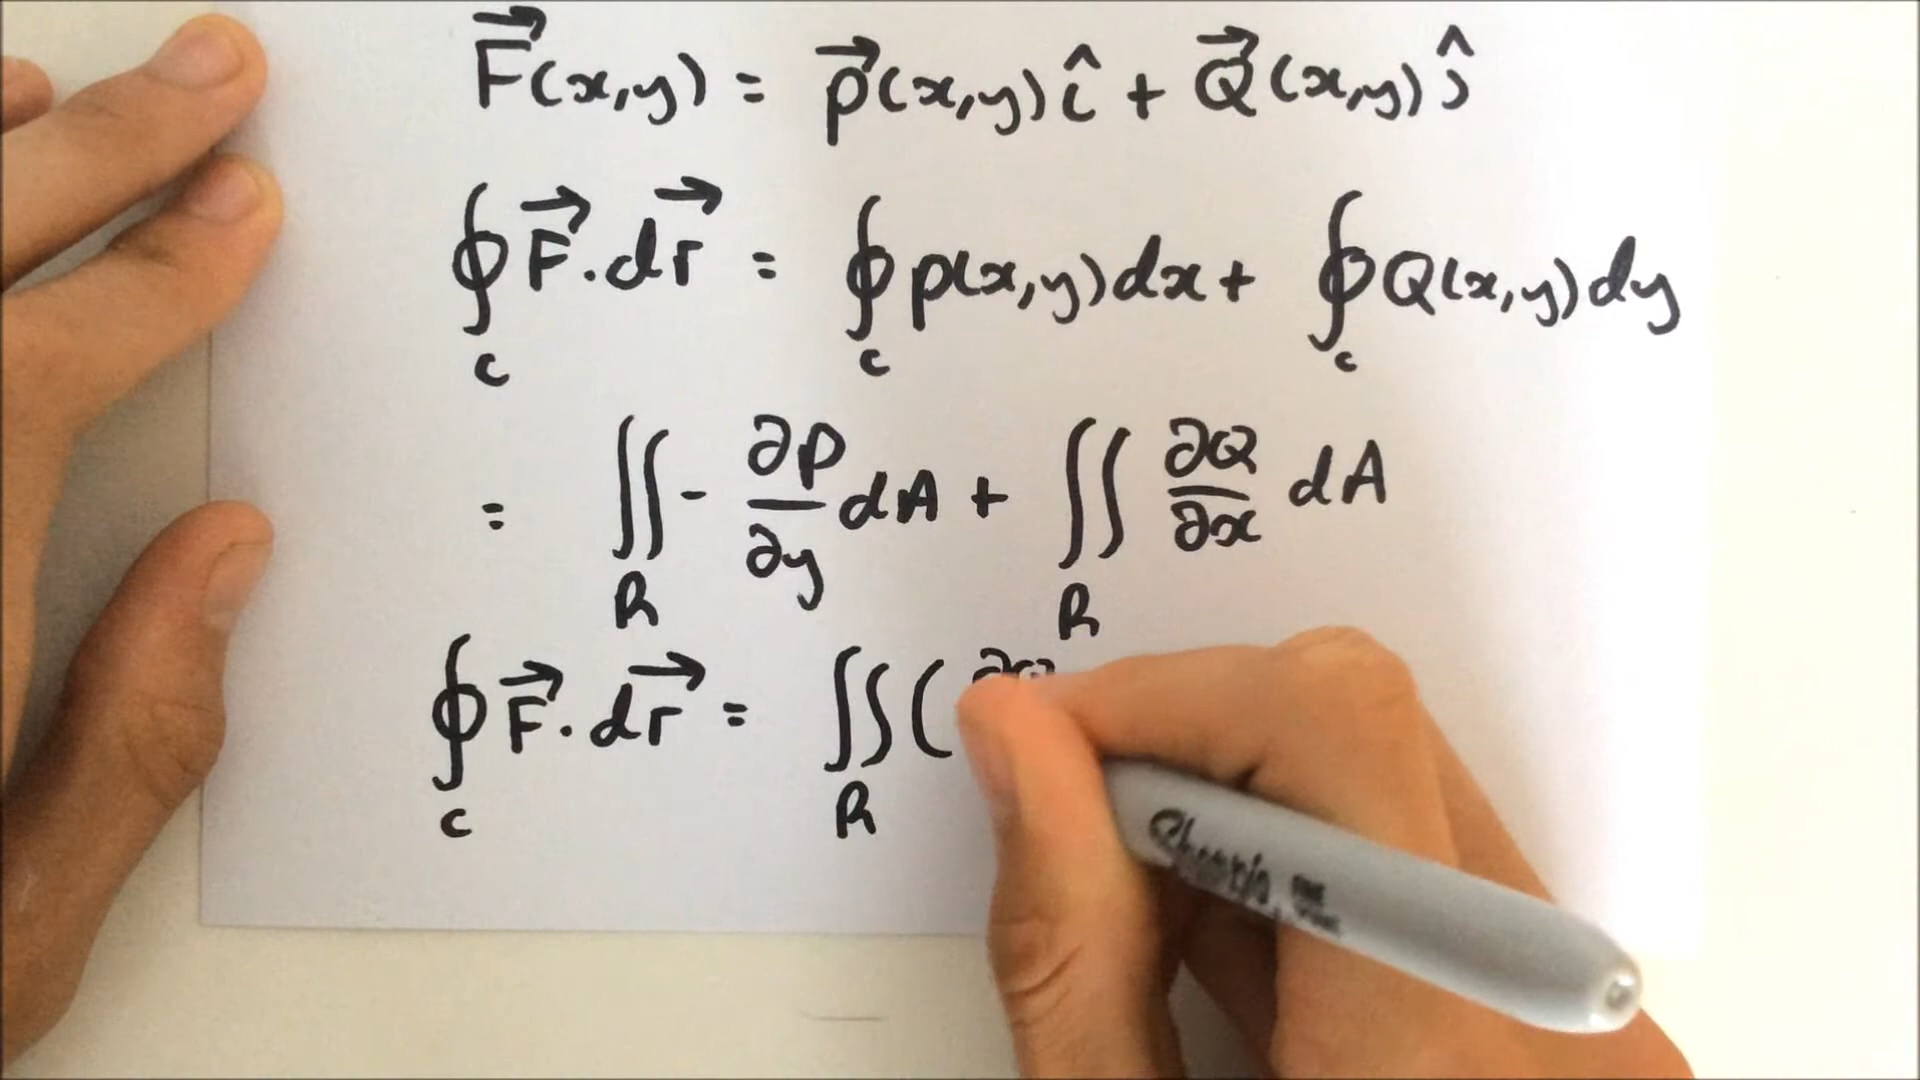 F⃗(x,y) = P⃗(x,y) î + Q⃗(x,y) ĵ
∮_C F⃗ . dr⃗ = ∮_C P(x,y) dx + ∮_C Q(x,y) dy
= ∬_R - ∂P/∂y dA + ∬_R ∂Q/∂x dA
∮_C F⃗ . dr⃗ = ∬_R ( ∂Q
Sharpie